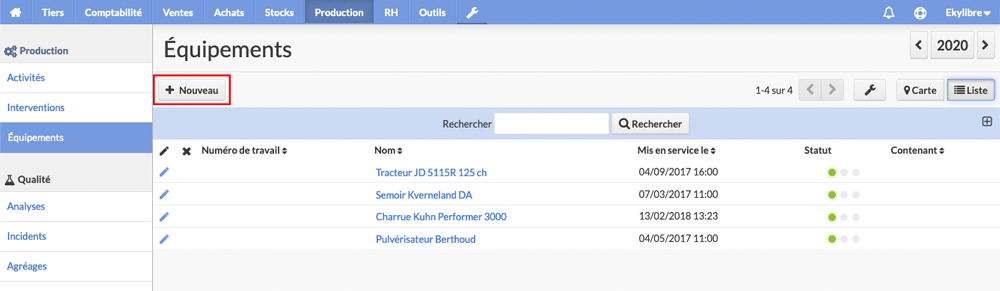 Tiers Comptabilité Ventes Achats Stocks Production RH Outils Ekylibre
Production
Activités
Interventions
Équipements
Qualité
Analyses
Incidents
Agréages
Équipements
2020
Nouveau
1-4 sur 4
Carte
Liste
Rechercher Rechercher
Numéro de travail Nom Mis en service le Statut Contenant
Tracteur JD 5115R 125 ch 04/09/2017 16:00
Semoir Kverneland DA 07/03/2017 11:00
Charrue Kuhn Performer 3000 13/02/2018 13:23
Pulvérisateur Berthoud 04/05/2017 11:00